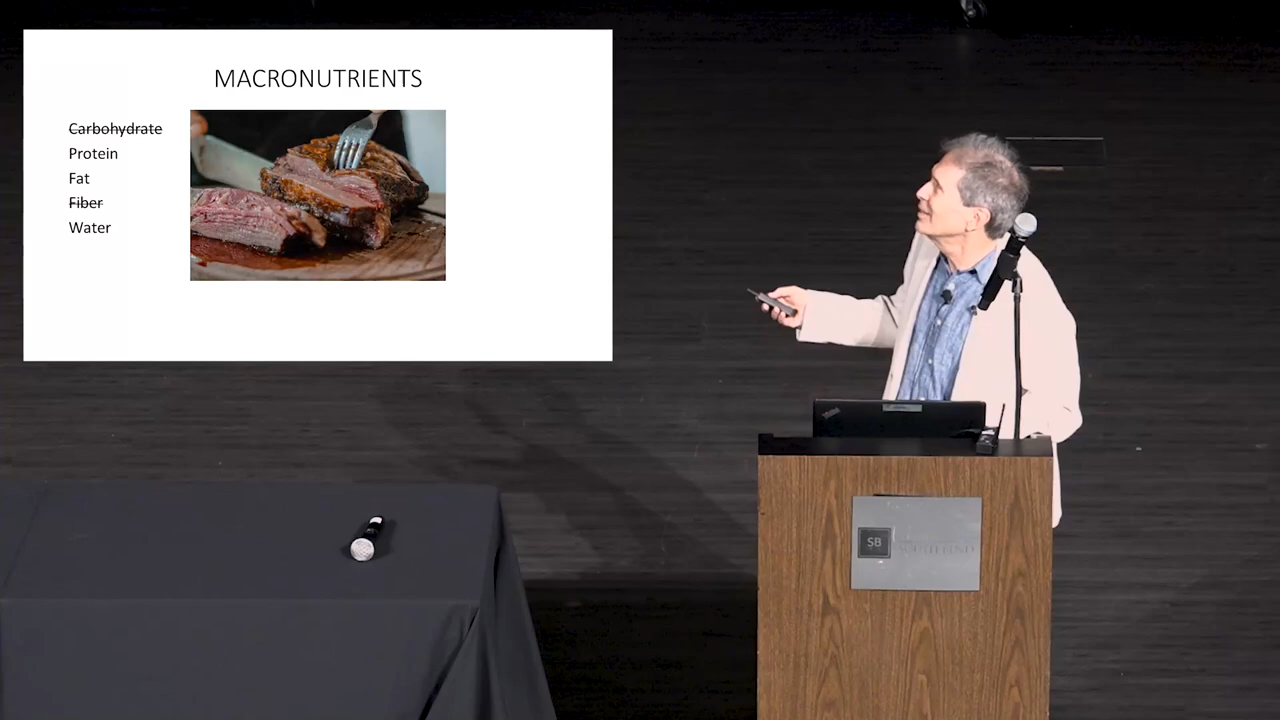 MACRONUTRIENTS
~~Carbohydrate~~
Protein
Fat
~~Fiber~~
Water
SB